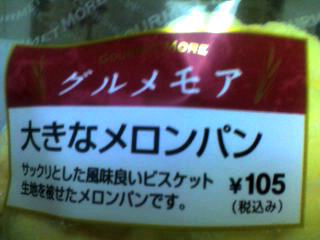 GOURMET MORE
グルメモア
大きなメロンパン
サックリとした風味良いビスケット
生地を被せたメロンパンです。
¥105
(税込み)